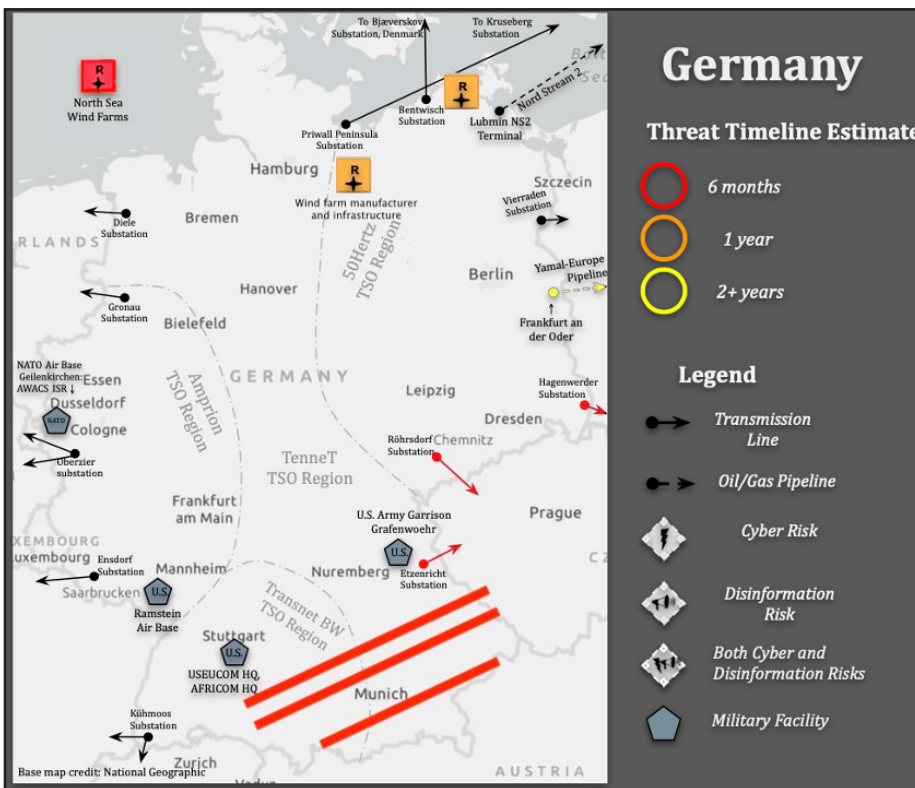 To Bjæverskov
Substation, Denmark
To Kruseberg
Substation
R
North Sea
Wind Farms
R
Bentwisch
Substation
Nord Stream 2
Lubmin NS2
Terminal
Priwall Peninsula
Substation
Hamburg
R
Wind farm manufacturer
and infrastructure
Szczecin
Vierraden
Substation
Diele
Substation
Bremen
RLANDS
50Hertz
TSO Region
Berlin
Yamal-Europe
Pipeline
Hanover
Gronau
Substation
Bielefeld
Frankfurt an
der Oder
NATO Air Base
Geilenkirchen:
AWACS ISR ↓
Essen
Dusseldorf
NATO
Cologne
Amprion
TSO Region
GERMANY
Leipzig
Hagenwerder
Substation
Dresden
Röhrsdorf
Substation
Chemnitz
Oberzier
substation
TenneT
TSO Region
Frankfurt
am Main
U.S. Army Garrison
Grafenwoehr
Prague
XEMBOURG
uxembourg
Ensdorf
Substation
Mannheim
U.S.
Nuremberg
Etzenricht
Substation
C Z
Saarbrucken
U.S.
Ramstein
Air Base
Transnet BW
TSO Region
Stuttgart
U.S.
USEUCOM HQ,
AFRICOM HQ
Munich
Kühmoos
Substation
Zurich
Base map credit: National Geographic
AUSTRIA
Germany
Threat Timeline Estimate
6 months
1 year
2+ years
Legend
Transmission
Line
Oil/Gas Pipeline
Cyber Risk
Disinformation
Risk
Both Cyber and
Disinformation Risks
Military Facility